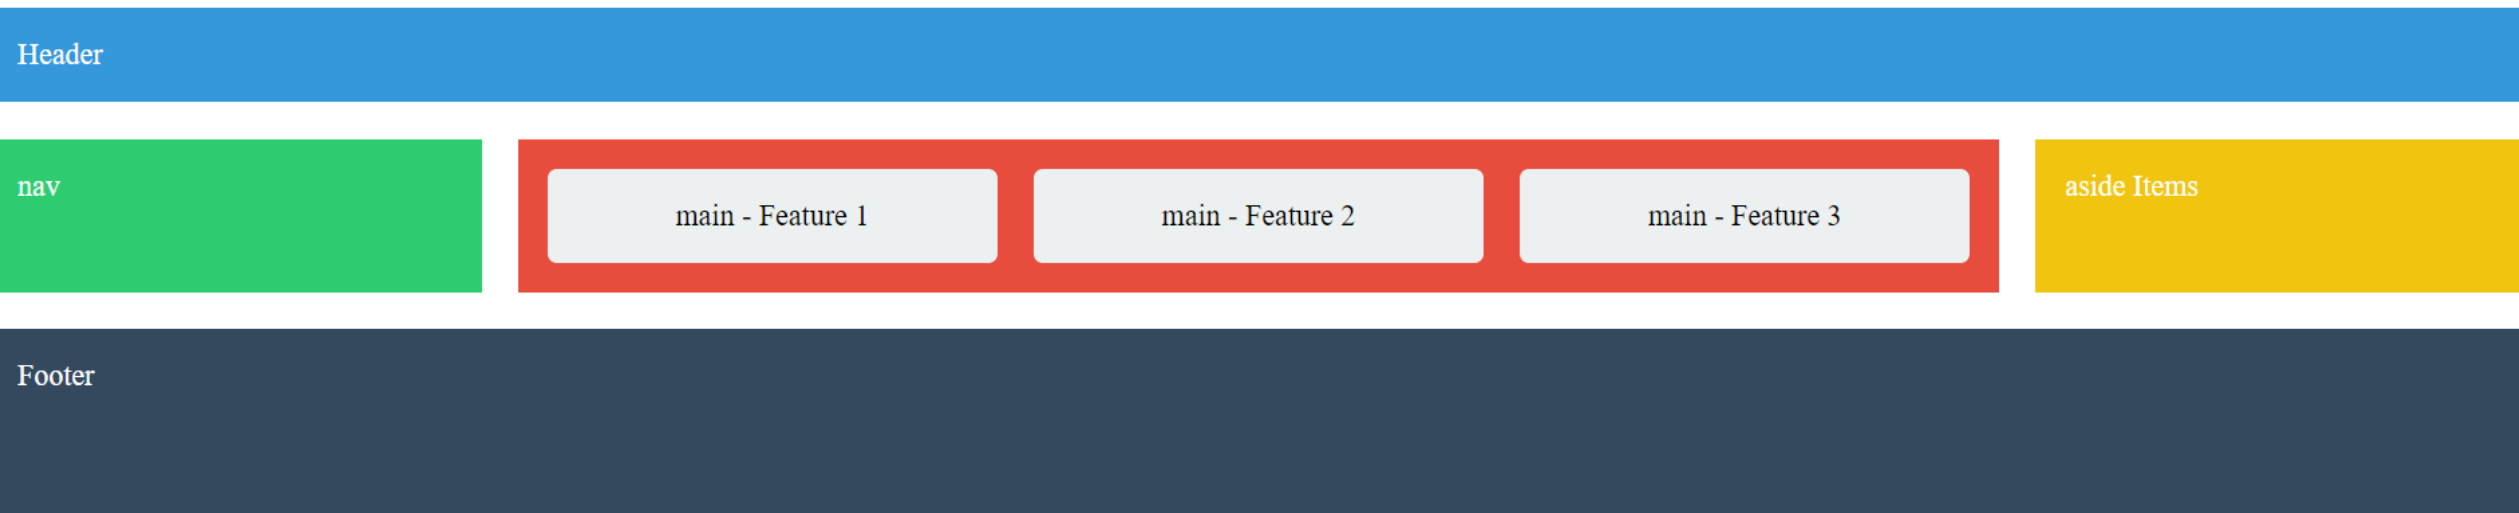 Header
nav
main - Feature 1
main - Feature 2
main - Feature 3
aside Items
Footer